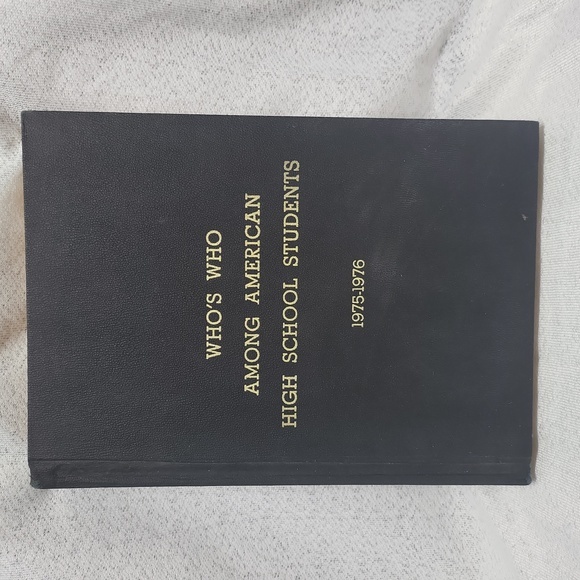 WHO'S WHO
AMONG AMERICAN
HIGH SCHOOL STUDENTS
1975-1976